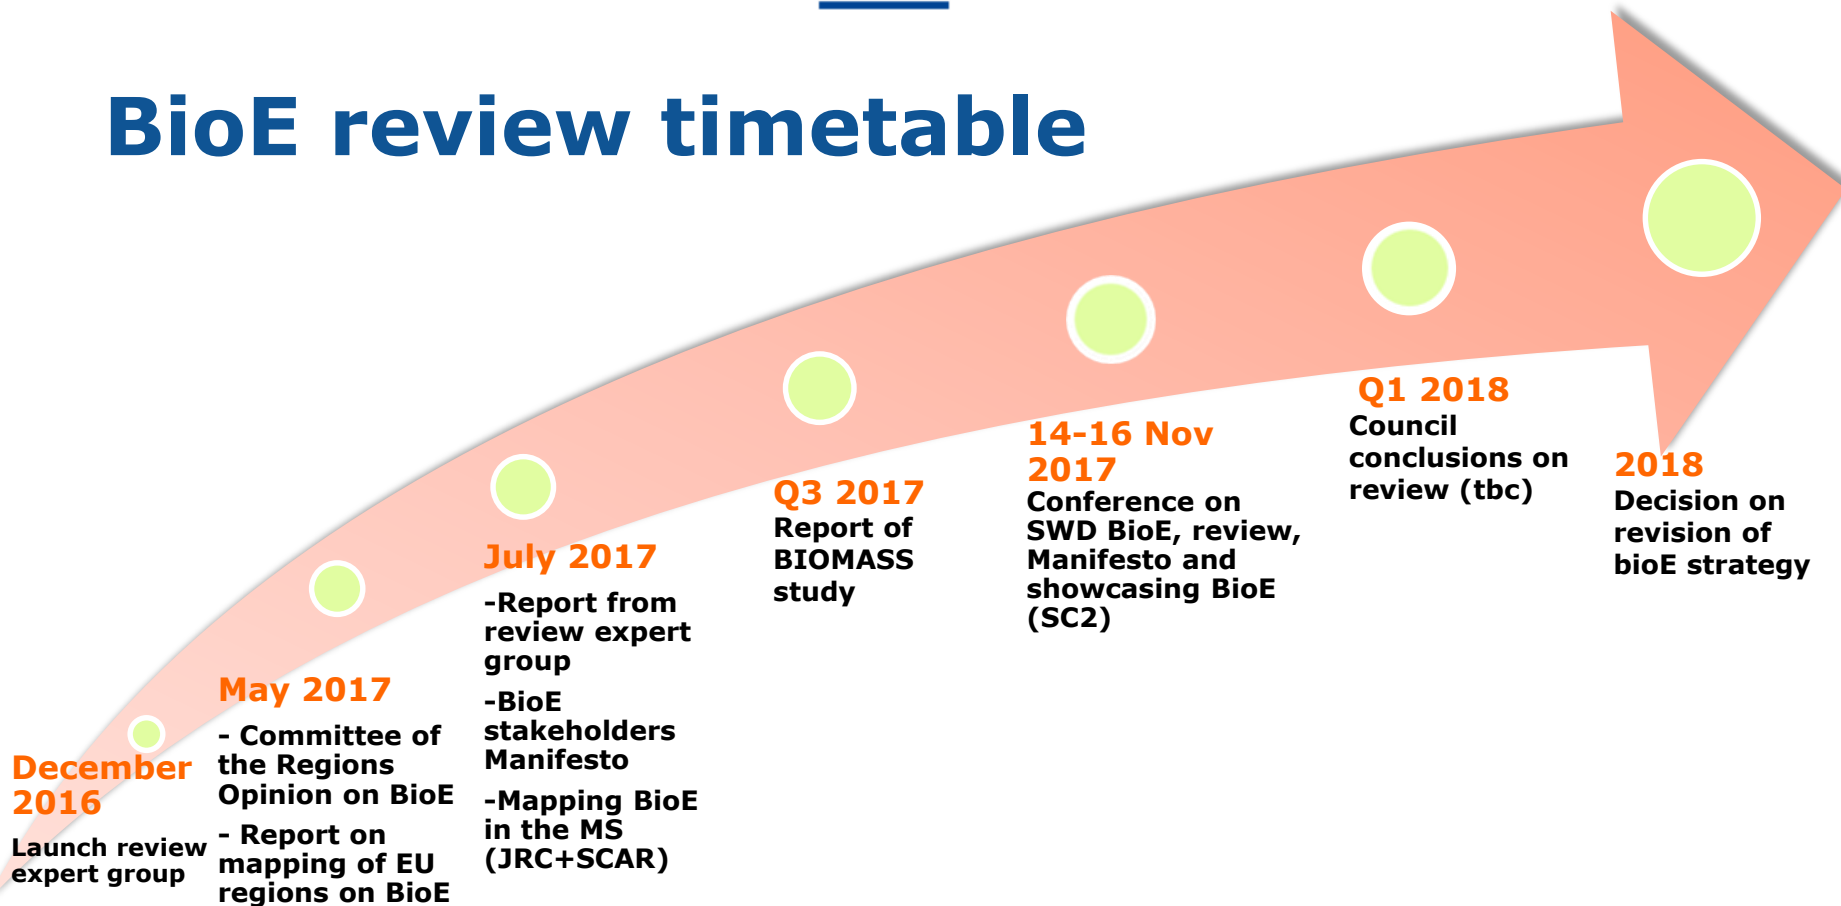 BioE review timetable
December
2016
Launch review
expert group
May 2017
- Committee of
the Regions
Opinion on BioE
- Report on
mapping of EU
regions on BioE
July 2017
-Report from
review expert
group
-BioE
stakeholders
Manifesto
-Mapping BioE
in the MS
(JRC+SCAR)
Q3 2017
Report of
BIOMASS
study
14-16 Nov
2017
Conference on
SWD BioE, review,
Manifesto and
showcasing BioE
(SC2)
Q1 2018
Council
conclusions on
review (tbc)
2018
Decision on
revision of
bioE strategy